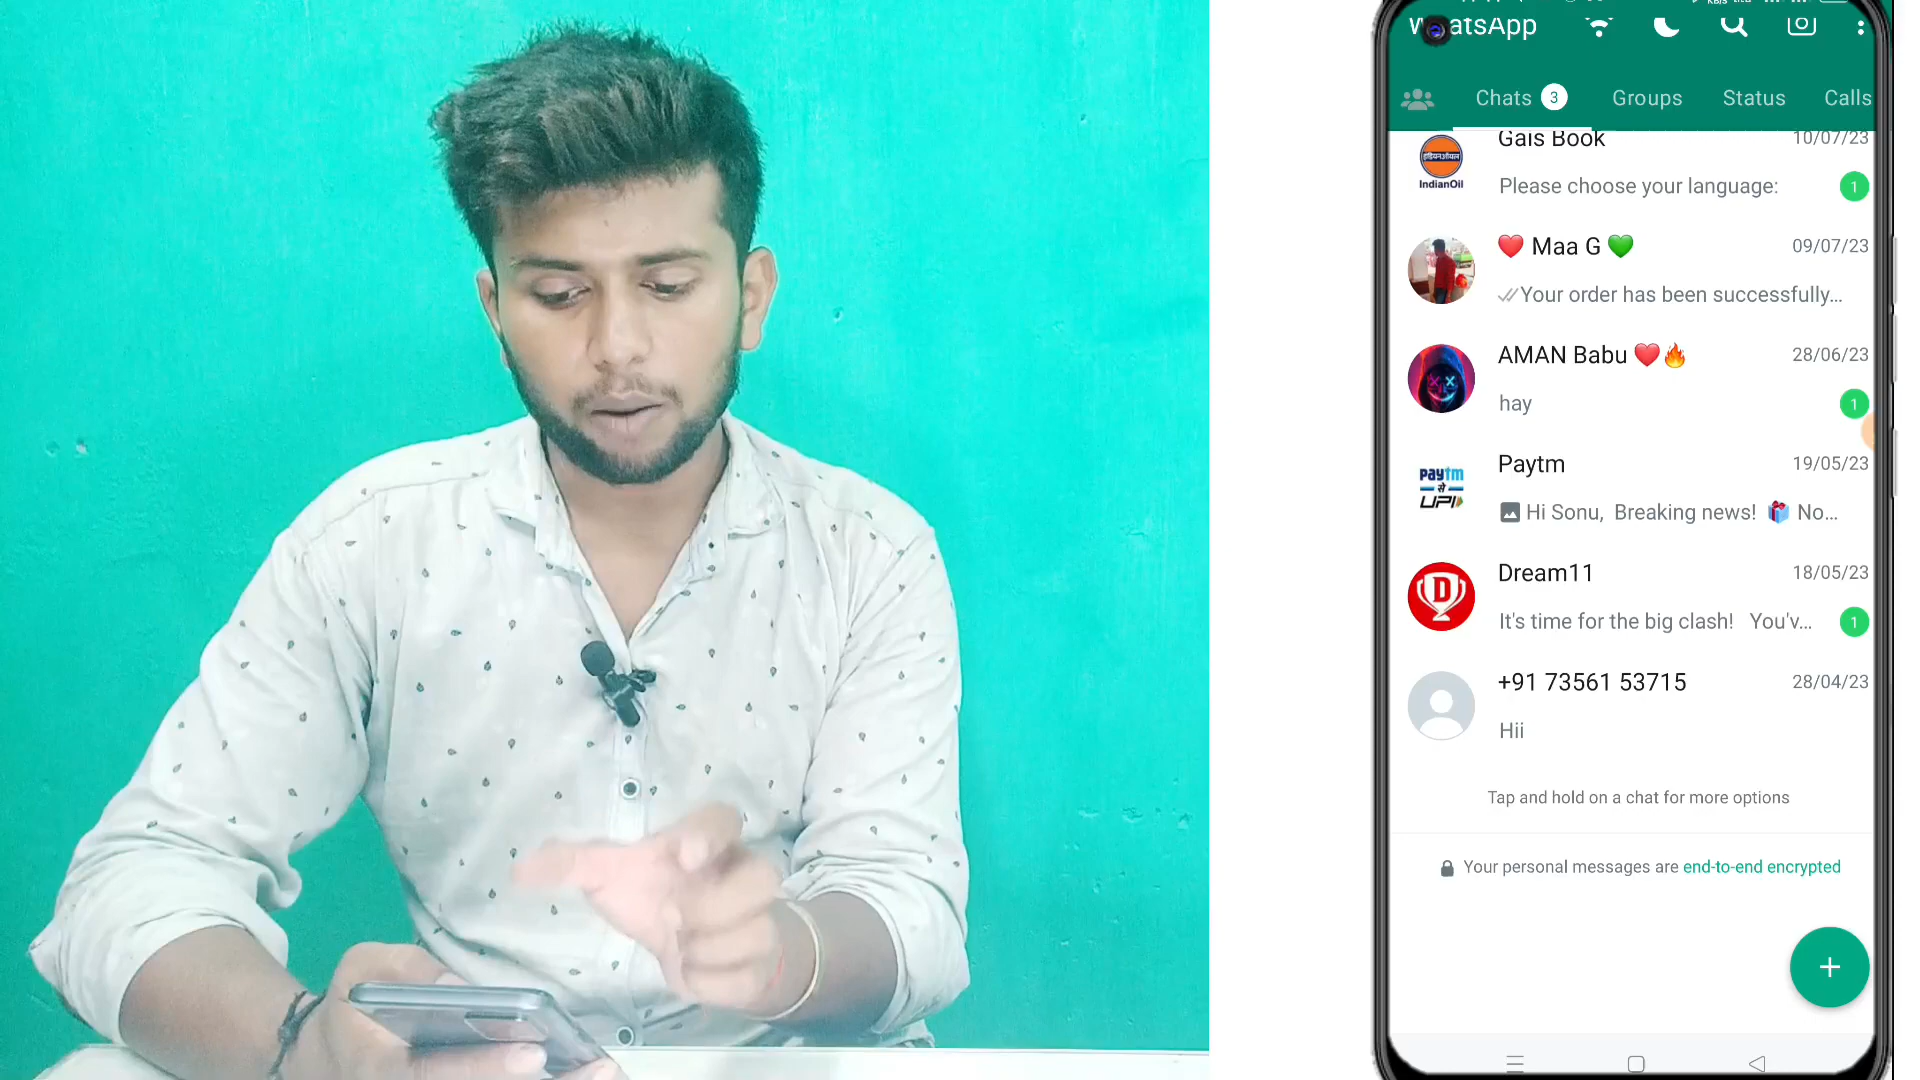 WhatsApp
Chats 3
Groups
Status
Calls
Gais Book
10/07/23
इंडियनऑयल
IndianOil
Please choose your language:
1
❤️ Maa G 💚
09/07/23
Your order has been successfully...
AMAN Babu ❤️🔥
28/06/23
hay
1
Paytm
19/05/23
paytm
से
UPI
Hi Sonu, Breaking news! 🎁 No...
Dream11
18/05/23
D
It's time for the big clash! You'v...
1
+91 73561 53715
28/04/23
Hii
Tap and hold on a chat for more options
Your personal messages are end-to-end encrypted